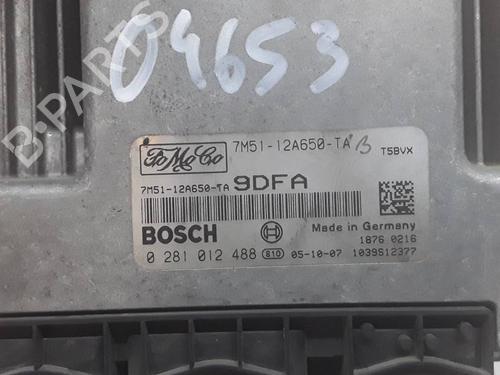 04653
B-PARTS
FoMoCo
7M51-12A650-TA B
T5BVX
7M51-12A650-TA 9DFA
BOSCH
Made in Germany
1876 0216
0 281 012 488 810 05-10-07 1039S12377